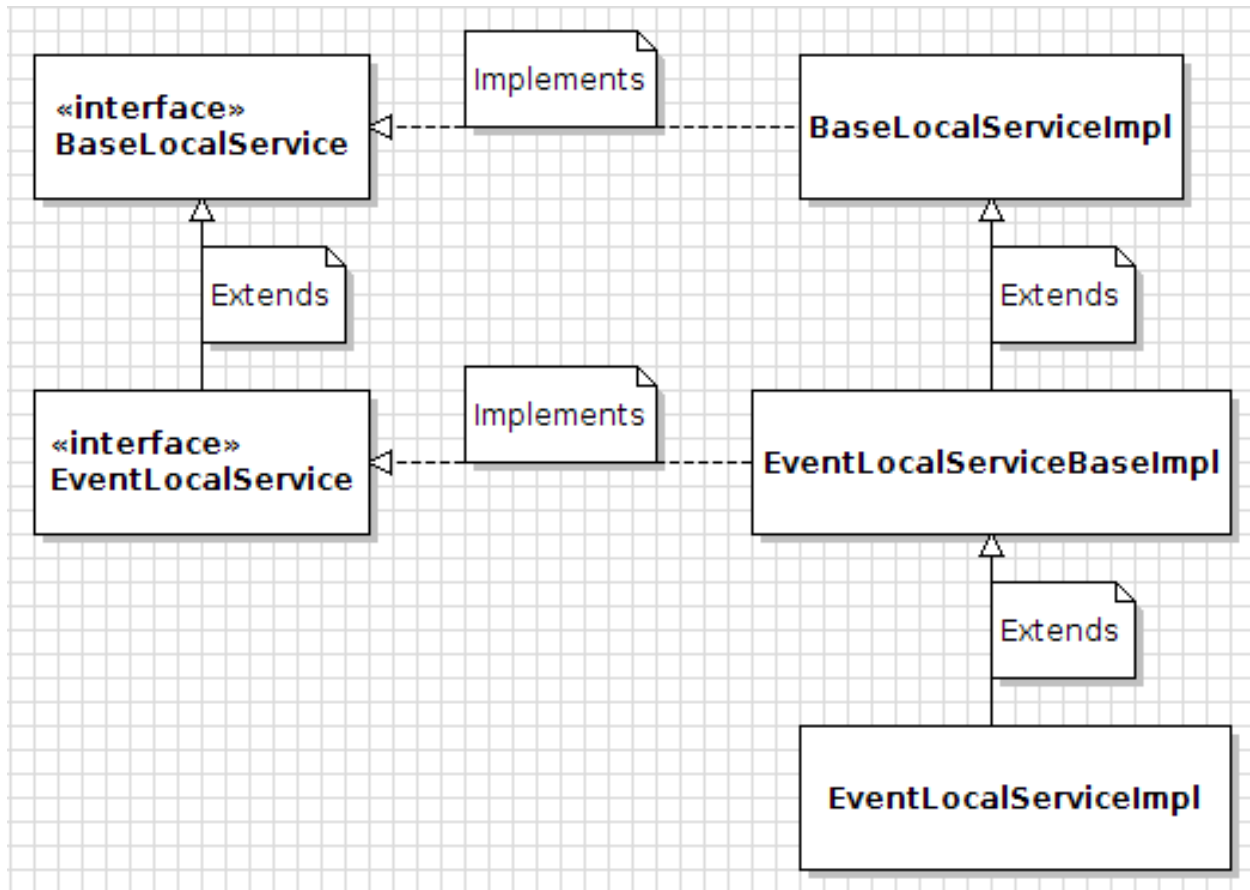 Implements
«interface»
BaseLocalService
BaseLocalServiceImpl
Extends
Extends
Implements
«interface»
EventLocalService
EventLocalServiceBaseImpl
Extends
EventLocalServiceImpl